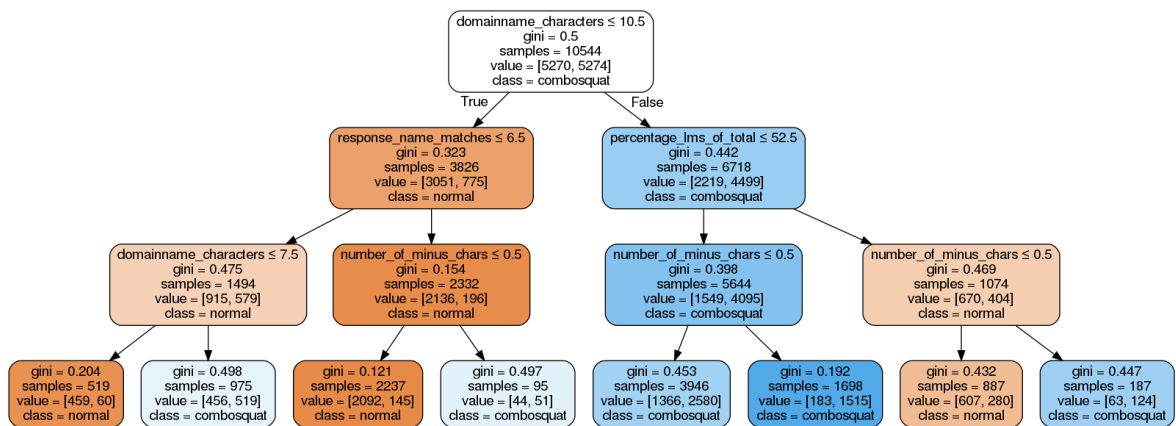 domainname_characters ≤ 10.5
gini = 0.5
samples = 10544
value = [5270, 5274]
class = combosquat
True
False
response_name_matches ≤ 6.5
gini = 0.323
samples = 3826
value = [3051, 775]
class = normal
percentage_lms_of_total ≤ 52.5
gini = 0.442
samples = 6718
value = [2219, 4499]
class = combosquat
domainname_characters ≤ 7.5
gini = 0.475
samples = 1494
value = [915, 579]
class = normal
number_of_minus_chars ≤ 0.5
gini = 0.154
samples = 2332
value = [2136, 196]
class = normal
number_of_minus_chars ≤ 0.5
gini = 0.398
samples = 5644
value = [1549, 4095]
class = combosquat
number_of_minus_chars ≤ 0.5
gini = 0.469
samples = 1074
value = [670, 404]
class = normal
gini = 0.204
samples = 519
value = [459, 60]
class = normal
gini = 0.498
samples = 975
value = [456, 519]
class = combosquat
gini = 0.121
samples = 2237
value = [2092, 145]
class = normal
gini = 0.497
samples = 95
value = [44, 51]
class = combosquat
gini = 0.453
samples = 3946
value = [1366, 2580]
class = combosquat
gini = 0.192
samples = 1698
value = [183, 1515]
class = combosquat
gini = 0.432
samples = 887
value = [607, 280]
class = normal
gini = 0.447
samples = 187
value = [63, 124]
class = combosquat